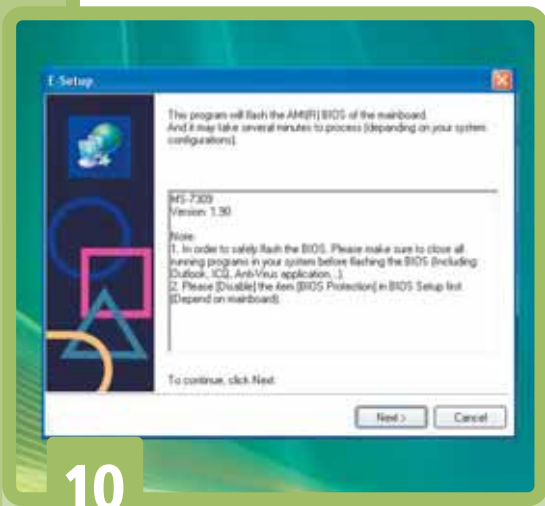 E-Setup
This program will flash the AMI(R) BIOS of the mainboard.
And it may take several minutes to process (depanding on your system
configurations).
MS-7309
Version: 1.90
Note:
1. In order to safely flash the BIOS. Please make sure to close all
running programs in your system before flaching the BIOS (Including
Outlook, ICQ, Anti-Virus application...)
2. Please [Disable] the item [BIOS Protection] in BIOS Setup first
(Depend on mainboard).
To continue, click Next
Next >
Cancel
10